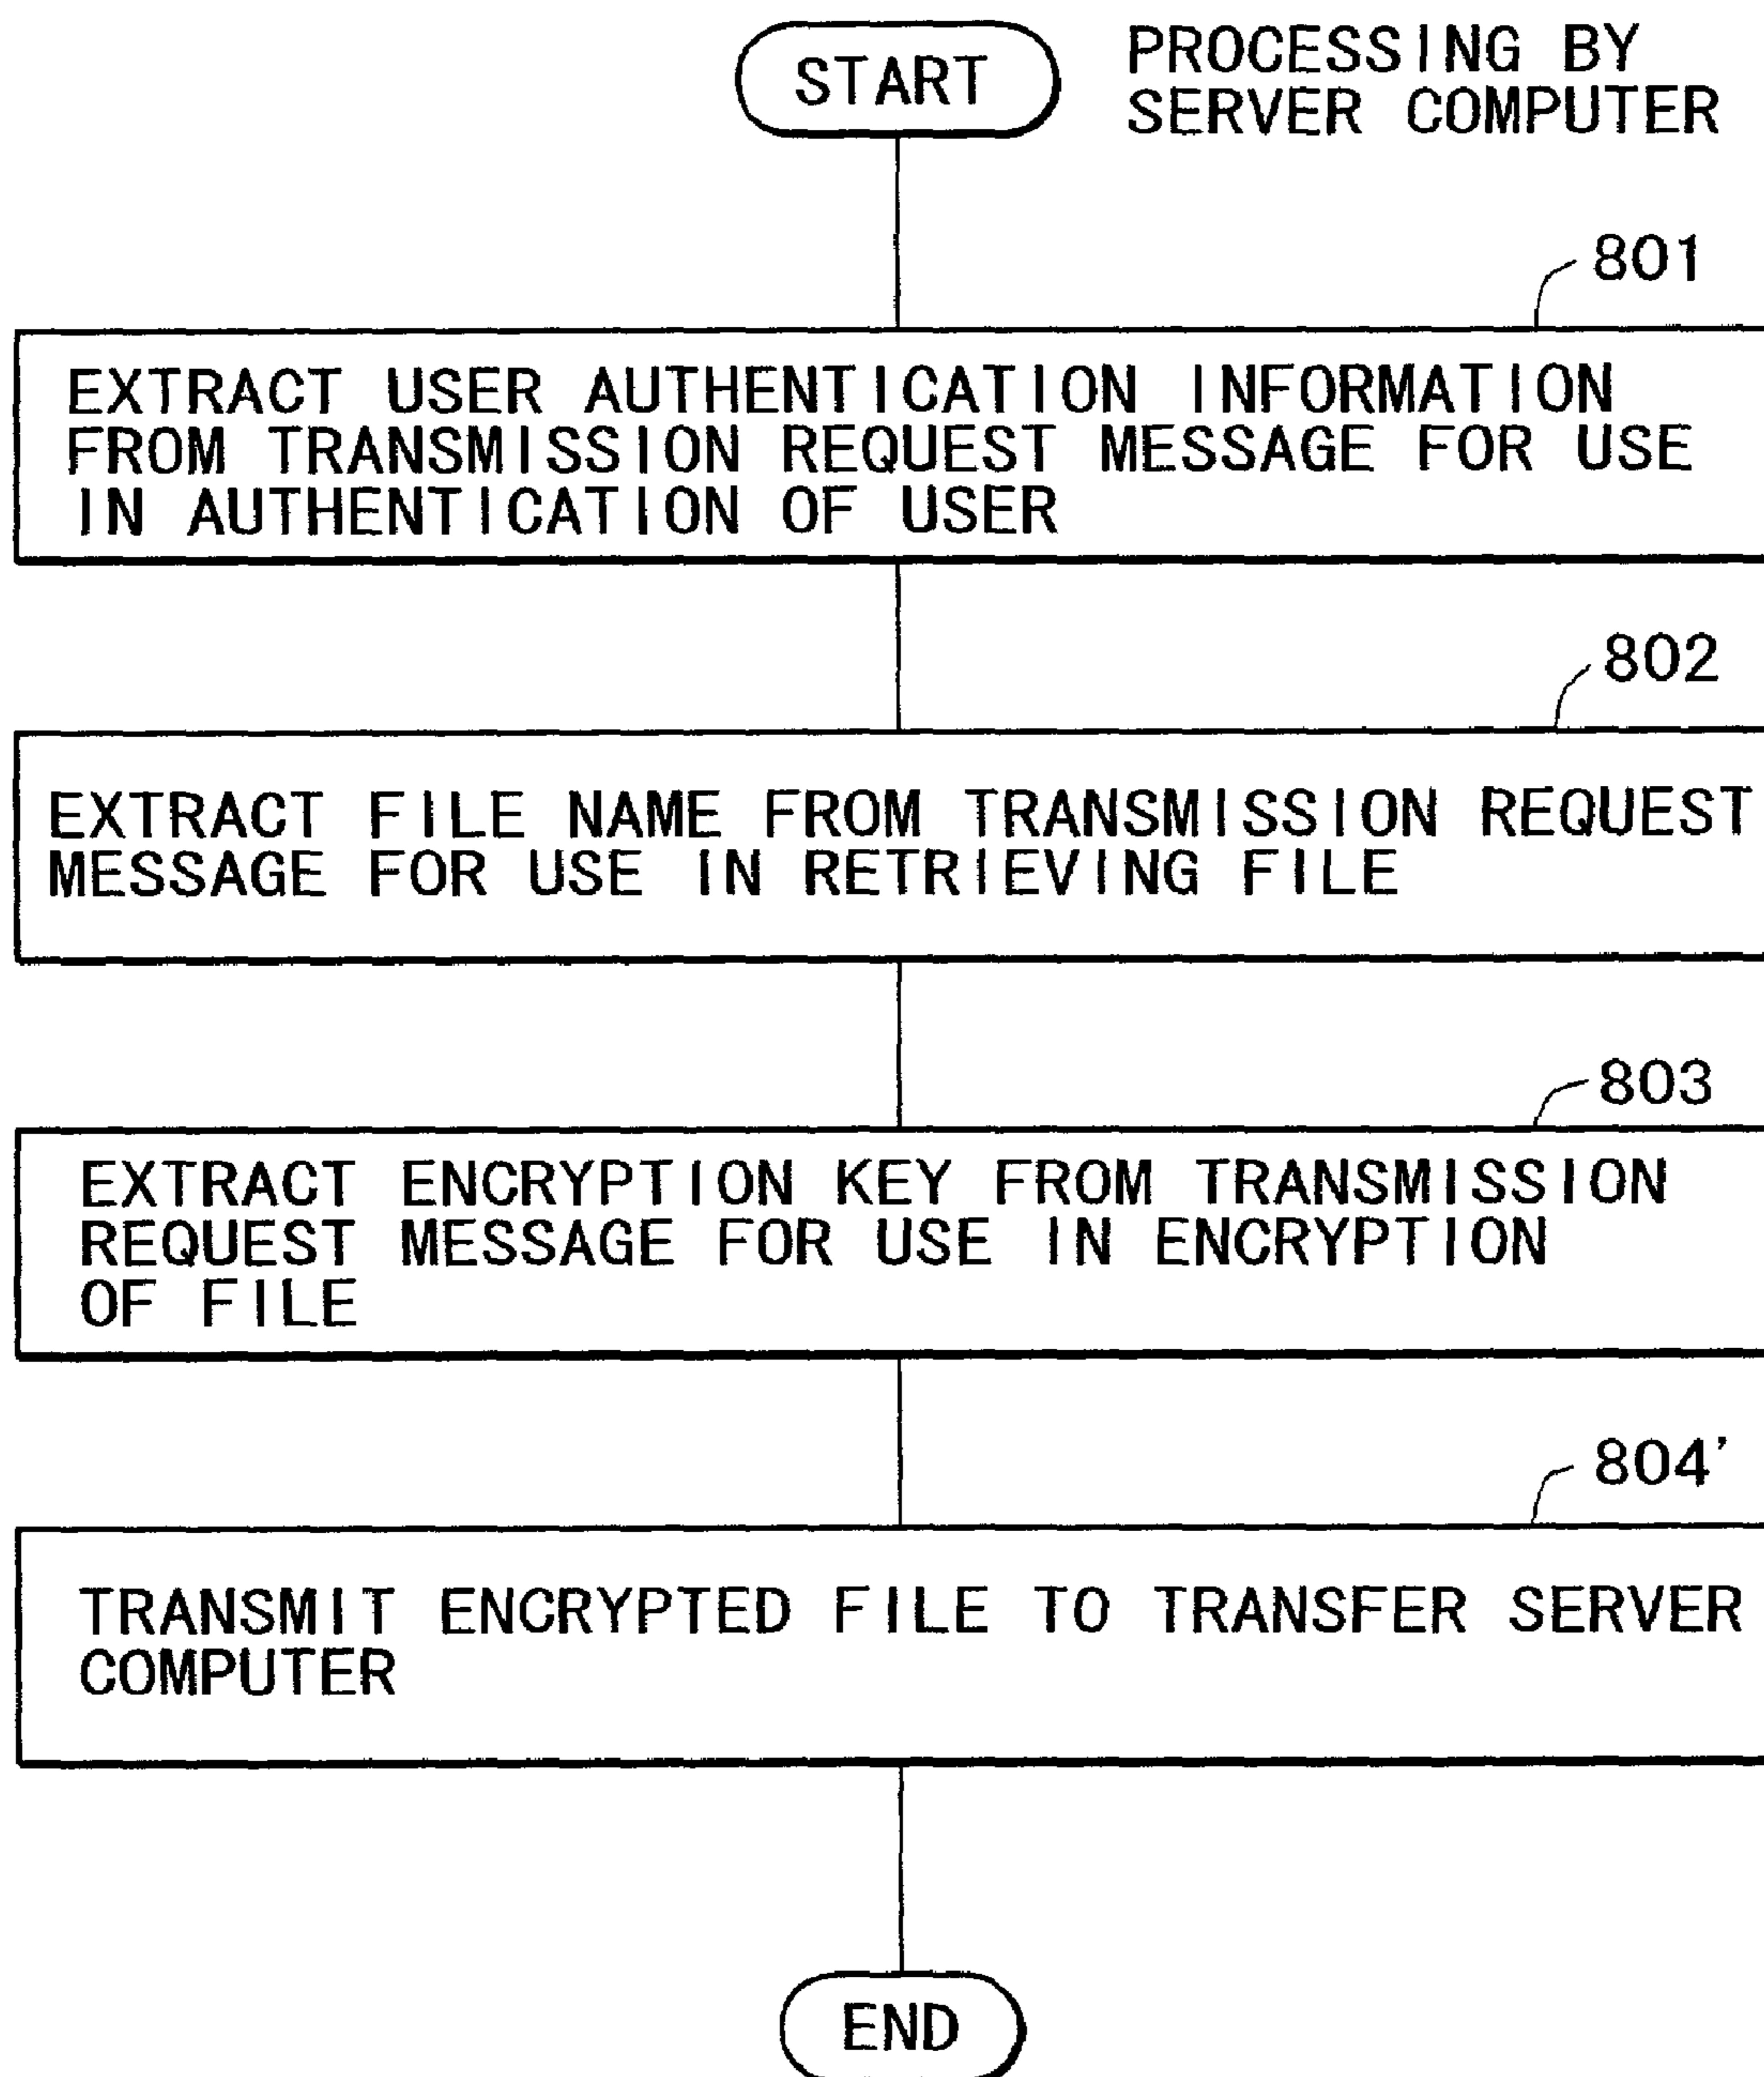 START
PROCESSING BY
SERVER COMPUTER
801
EXTRACT USER AUTHENTICATION INFORMATION
FROM TRANSMISSION REQUEST MESSAGE FOR USE
IN AUTHENTICATION OF USER
802
EXTRACT FILE NAME FROM TRANSMISSION REQUEST
MESSAGE FOR USE IN RETRIEVING FILE
803
EXTRACT ENCRYPTION KEY FROM TRANSMISSION
REQUEST MESSAGE FOR USE IN ENCRYPTION
OF FILE
804'
TRANSMIT ENCRYPTED FILE TO TRANSFER SERVER
COMPUTER
END